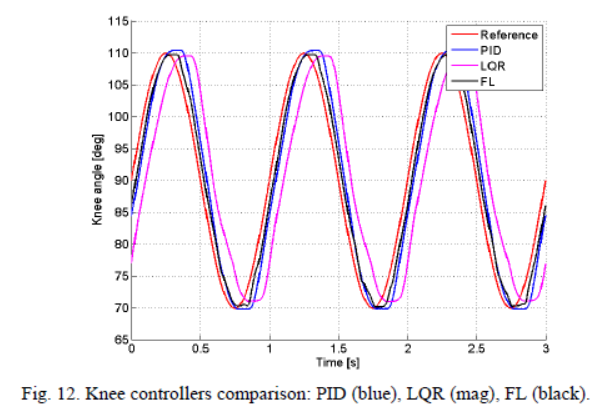 115
110
105
100
95
90
85
80
75
70
65
Knee angle [deg]
0
0.5
1
1.5
2
2.5
3
Time [s]
Reference
PID
LQR
FL
Fig. 12. Knee controllers comparison: PID (blue), LQR (mag), FL (black).